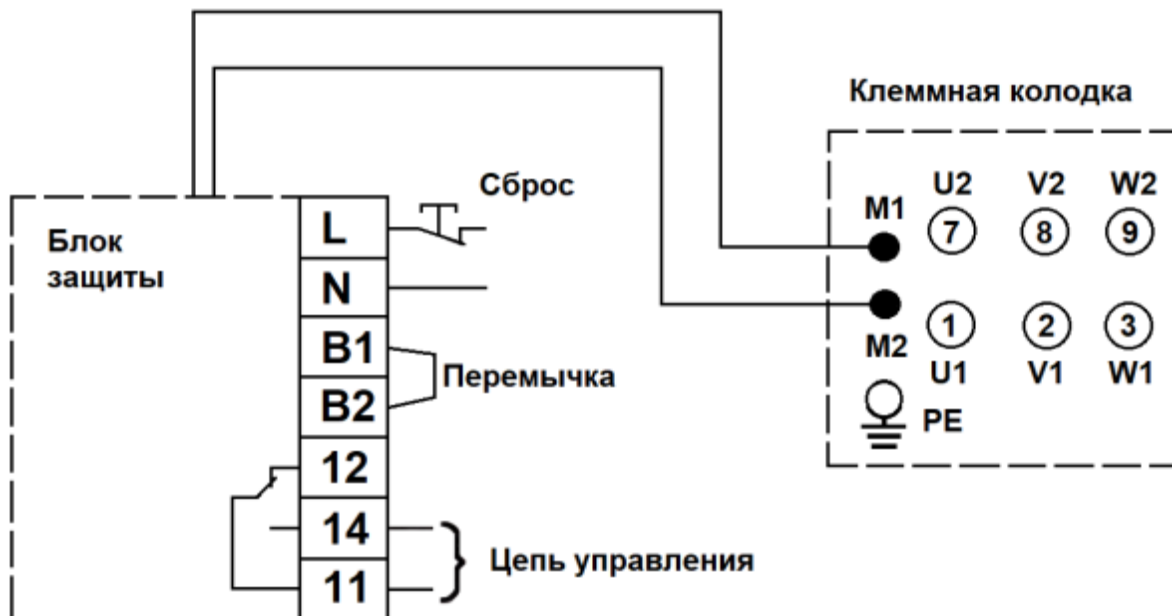 Клеммная колодка
Сброс
Блок
защиты
L
N
B1
B2
12
14
11
Перемычка
Цепь управления
M1
U2
V2
W2
7
8
9
M2
1
2
3
U1
V1
W1
PE